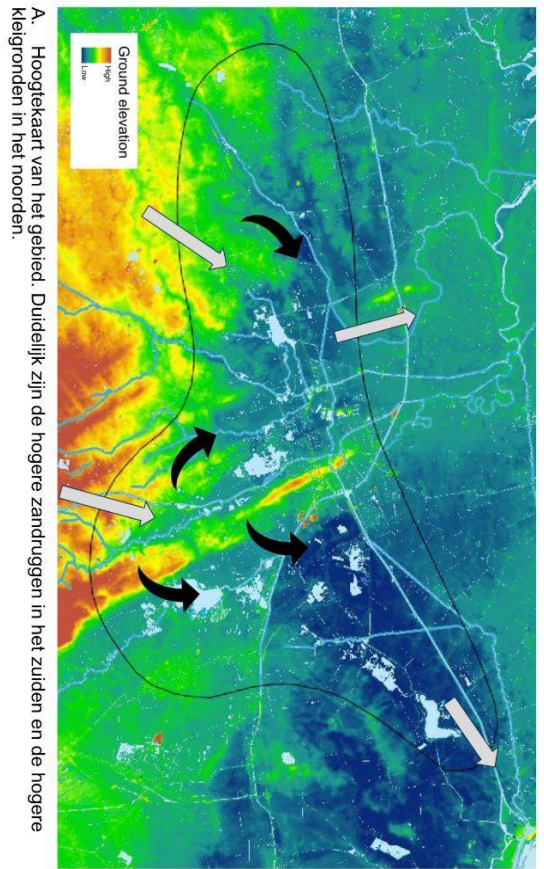 Ground elevation
High
Low
A. Hoogtekaart van het gebied. Duidelijk zijn de hogere zandruggen in het zuiden en de hogere
kleigronden in het noorden.